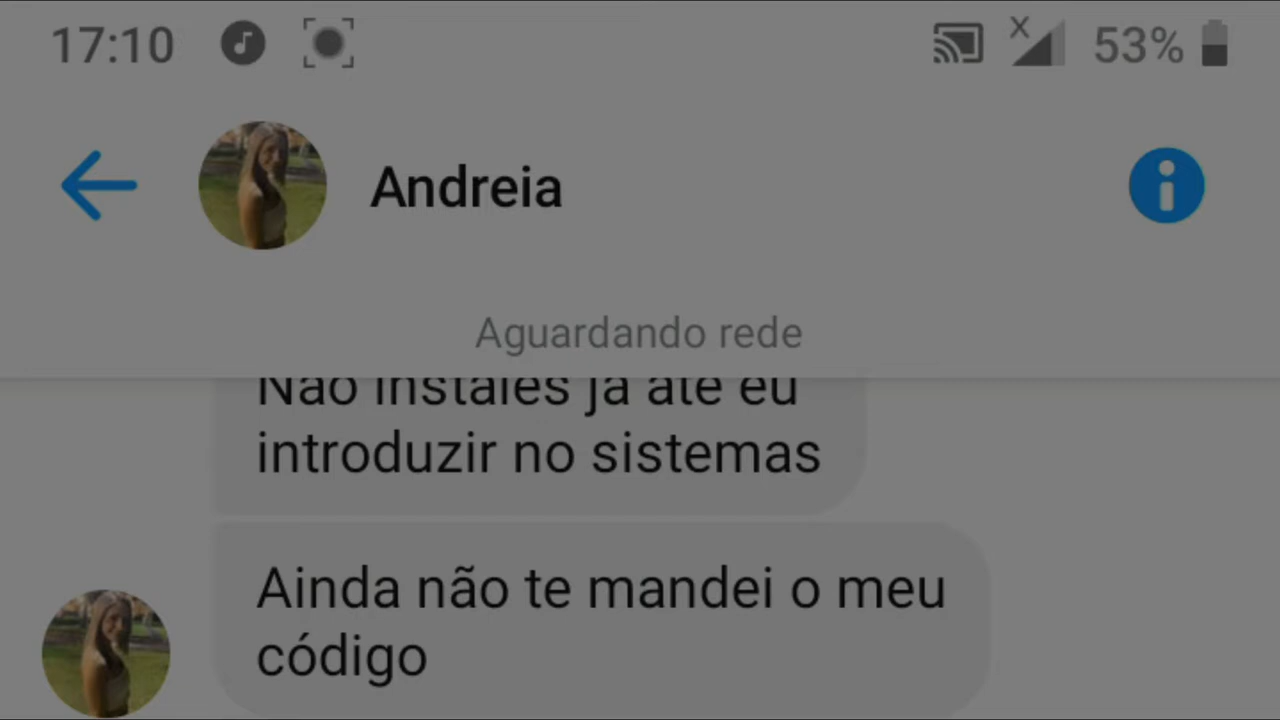 17:10
53%
Andreia
Aguardando rede
Não instales já até eu
introduzir no sistemas
Ainda não te mandei o meu
código